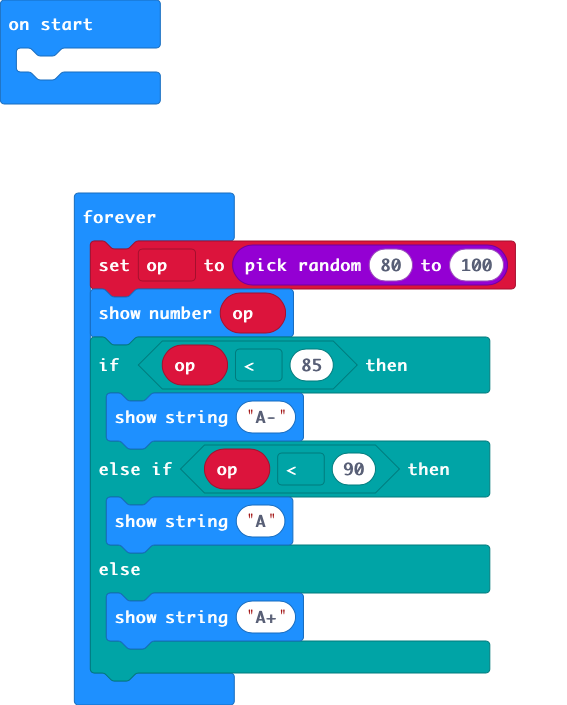 on start
forever
set op to pick random 80 to 100
show number op
if op < 85 then
show string "A-"
else if op < 90 then
show string "A"
else
show string "A+"